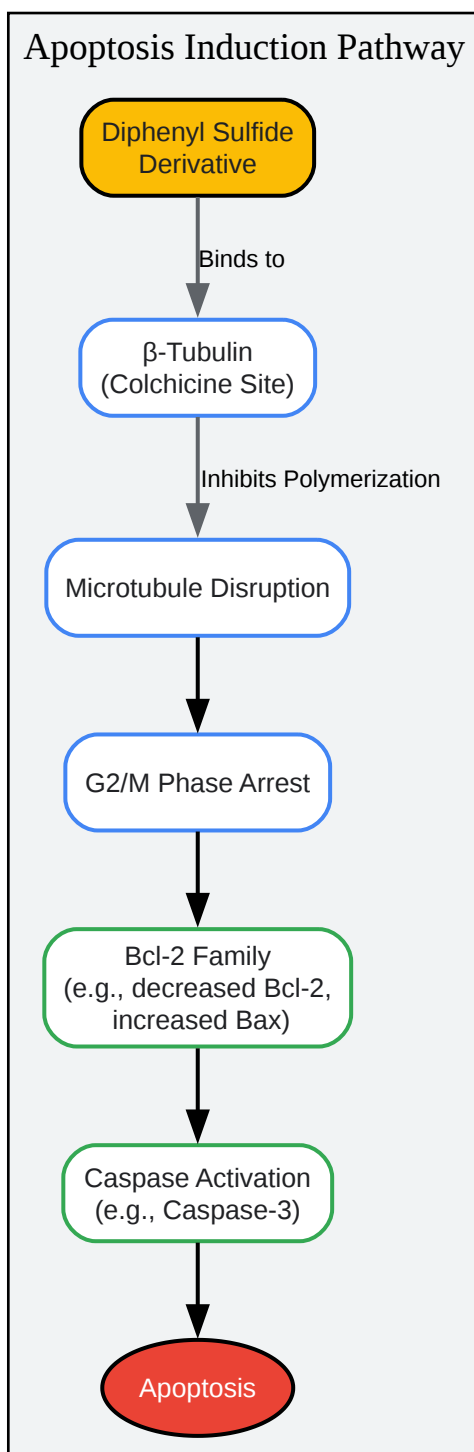 Apoptosis Induction Pathway
Diphenyl Sulfide
Derivative
Binds to
β-Tubulin
(Colchicine Site)
Inhibits Polymerization
Microtubule Disruption
G2/M Phase Arrest
Bcl-2 Family
(e.g., decreased Bcl-2,
increased Bax)
Caspase Activation
(e.g., Caspase-3)
Apoptosis